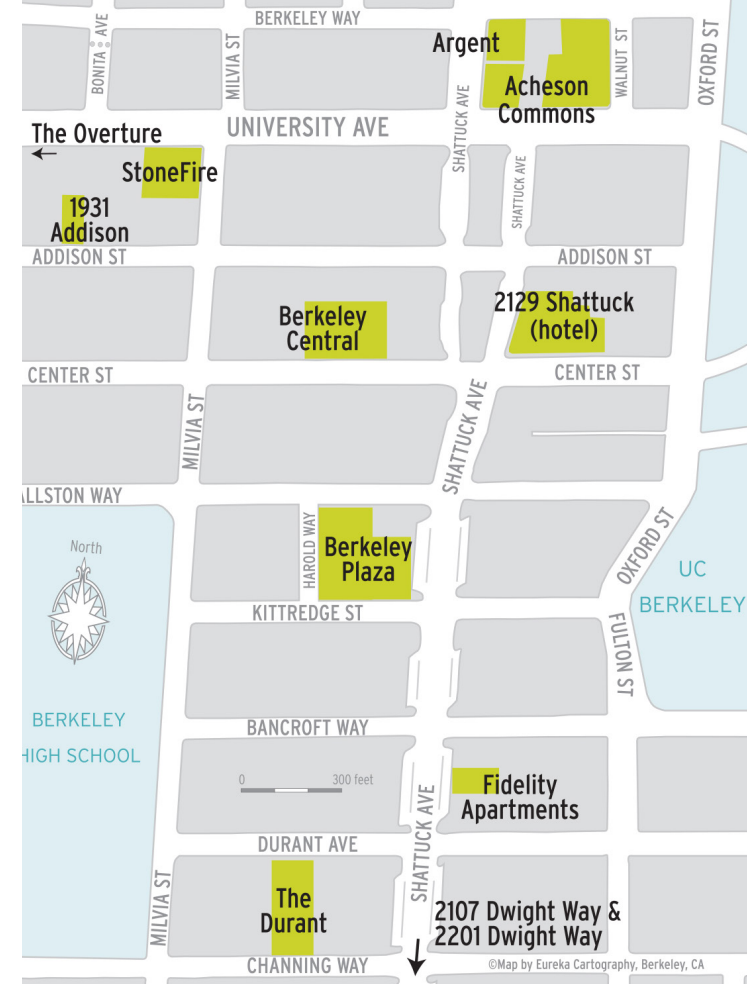 BERKELEY WAY
BONITA AVE
MILVIA ST
Argent
Acheson
Commons
WALNUT ST
OXFORD ST
SHATTUCK AVE
UNIVERSITY AVE
The Overture
StoneFire
1931
Addison
SHATTUCK AVE
ADDISON ST
ADDISON ST
Berkeley
Central
2129 Shattuck
(hotel)
CENTER ST
CENTER ST
MILVIA ST
SHATTUCK AVE
ALLSTON WAY
North
HAROLD WAY
Berkeley
Plaza
OXFORD ST
UC
BERKELEY
KITTREDGE ST
FULTON ST
BERKELEY
HIGH SCHOOL
BANCROFT WAY
0 300 feet
Fidelity
Apartments
SHATTUCK AVE
DURANT AVE
MILVIA ST
The
Durant
2107 Dwight Way &
2201 Dwight Way
CHANNING WAY
©Map by Eureka Cartography, Berkeley, CA